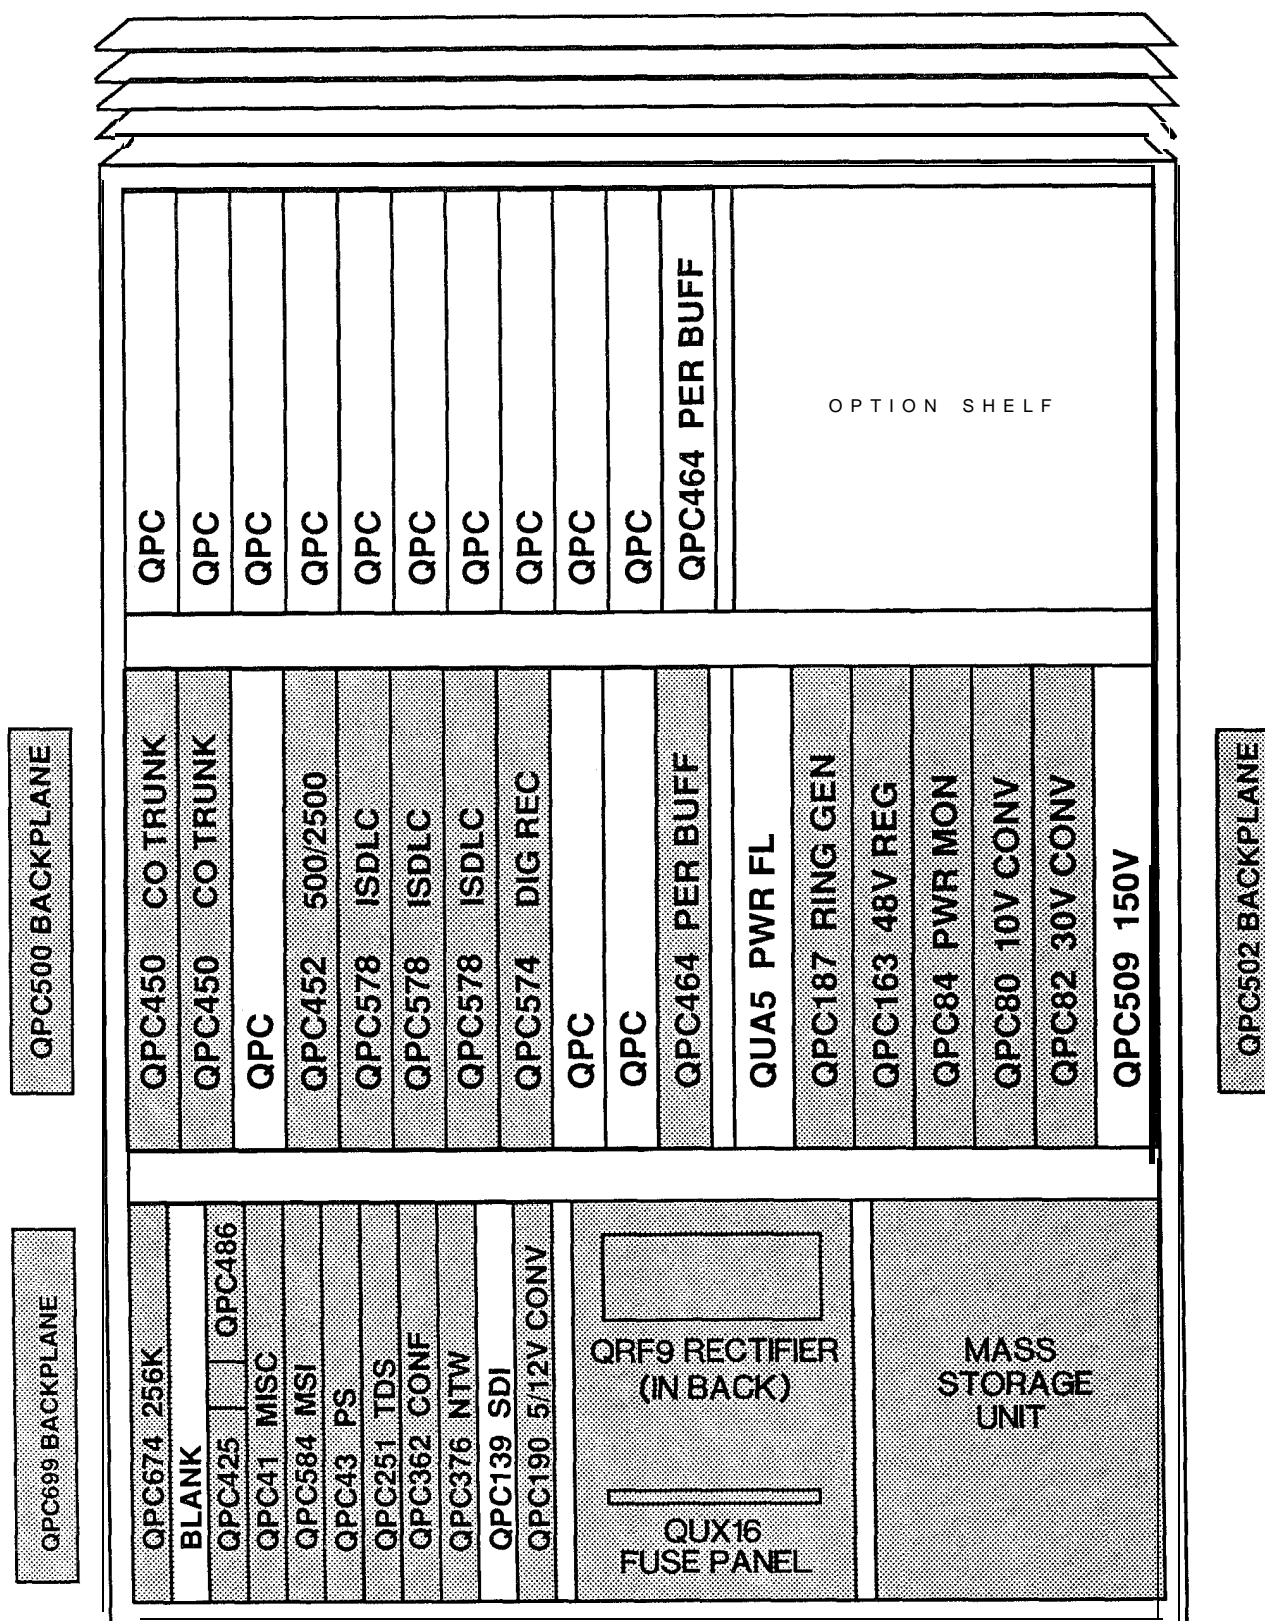 QPC
QPC
QPC
QPC
QPC
QPC
QPC
QPC
QPC
QPC
QPC464 PER BUFF
OPTION SHELF
QPC500 BACKPLANE
QPC450 CO TRUNK
QPC450 CO TRUNK
QPC
QPC452 500/2500
QPC578 ISDLC
QPC578 ISDLC
QPC578 ISDLC
QPC574 DIG REC
QPC
QPC
QPC464 PER BUFF
QUA5 PWR FL
QPC187 RING GEN
QPC163 48V REG
QPC84 PWR MON
QPC80 10V CONV
QPC82 30V CONV
QPC509 150V
QPC502 BACKPLANE
QPC699 BACKPLANE
QPC674 256K
BLANK
QPC425 QPC486
QPC41 MISC
QPC584 MSI
QPC43 PS
QPC251 TDS
QPC362 CONF
QPC376 NTW
QPC139 SDI
QPC190 5/12V CONV
QRF9 RECTIFIER
(IN BACK)
QUX16
FUSE PANEL
MASS
STORAGE
UNIT